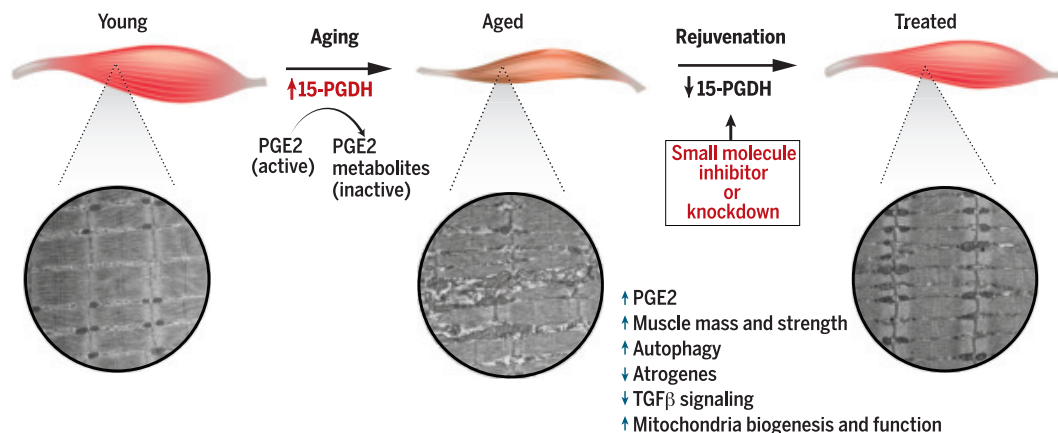 Young
Aging
↑15-PGDH
PGE2
(active)
PGE2
metabolites
(inactive)
Aged
Rejuvenation
↓ 15-PGDH
Small molecule
inhibitor
or
knockdown
Treated
↑ PGE2
↑ Muscle mass and strength
↑ Autophagy
↓ Atrogenes
↓ TGFβ signaling
↑ Mitochondria biogenesis and function